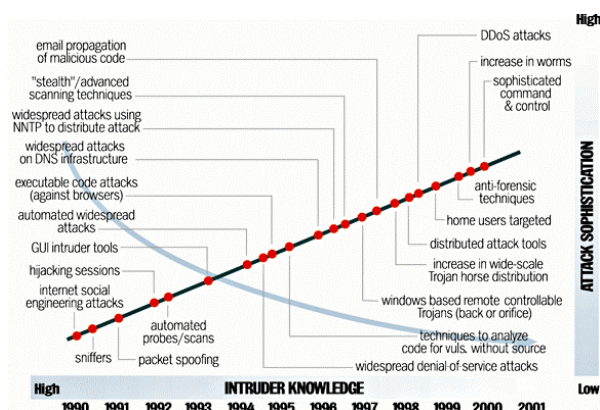 High
DDoS attacks
email propagation
of malicious code
increase in worms
"stealth"/advanced
scanning techniques
sophisticated
command
& control
widespread attacks using
NNTP to distribute attack
widespread attacks
on DNS infrastructure
executable code attacks
(against browsers)
automated widespread
attacks
GUI intruder tools
hijacking sessions
internet social
engineering attacks
sniffers
packet spoofing
automated
probes/scans
anti-forensic
techniques
home users targeted
distributed attack tools
increase in wide-scale
Trojan horse distribution
windows based remote controllable
Trojans (back or orifice)
techniques to analyze
code for vuls. without source
widespread denial-of-service attacks
ATTACK SOPHISTICATION
High
INTRUDER KNOWLEDGE
Low
1990 1991 1992 1993 1994 1995 1996 1997 1998 1999 2000 2001